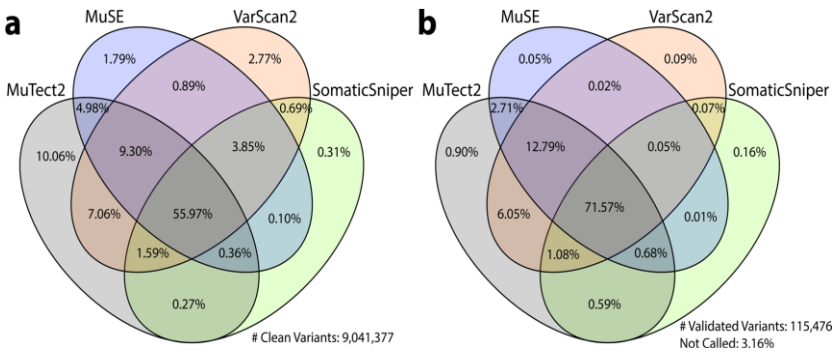 a
MuSE
VarScan2
MuTect2
SomaticSniper
1.79%
2.77%
0.89%
4.98%
0.69%
10.06%
9.30%
3.85%
0.31%
7.06%
55.97%
0.10%
1.59%
0.36%
0.27%
# Clean Variants: 9,041,377
b
MuSE
VarScan2
MuTect2
SomaticSniper
0.05%
0.09%
0.02%
2.71%
0.07%
0.90%
12.79%
0.05%
0.16%
6.05%
71.57%
0.01%
1.08%
0.68%
0.59%
# Validated Variants: 115,476
Not Called: 3.16%